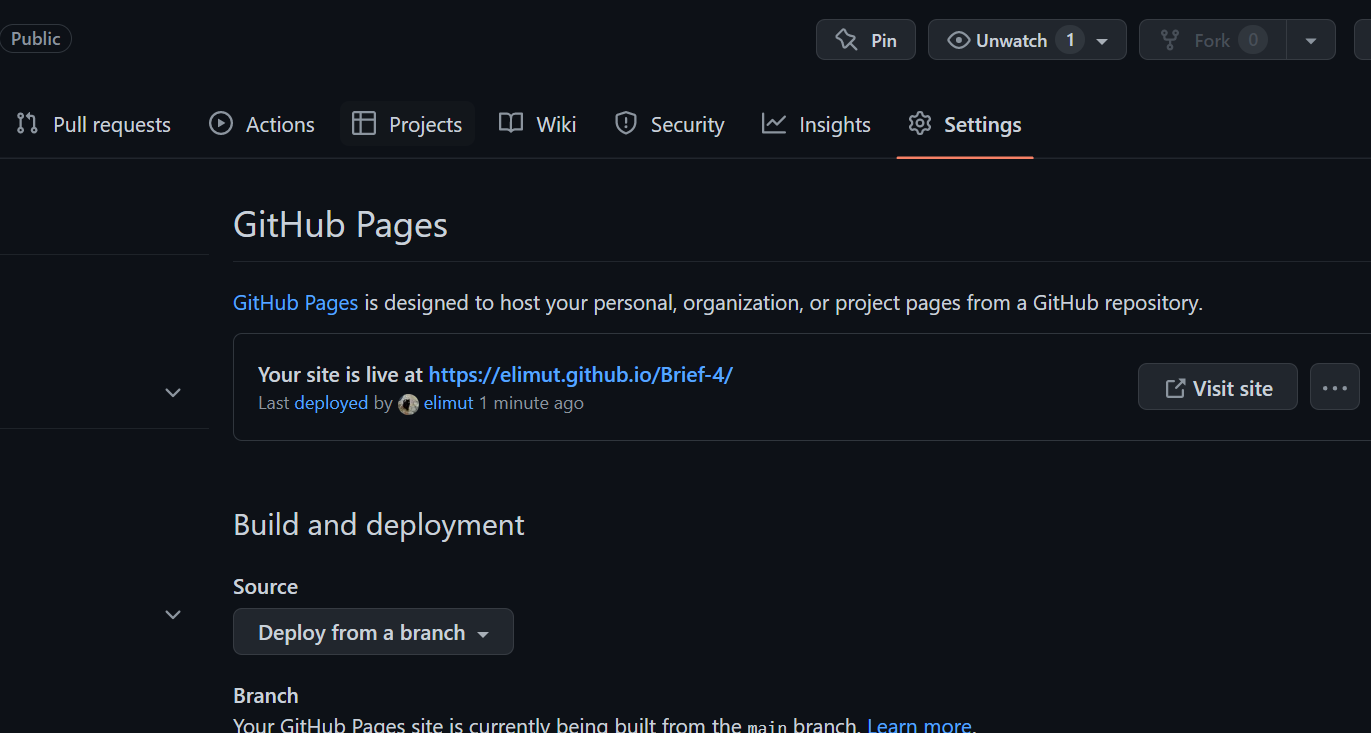 Public
Pin
Unwatch 1
Fork 0
Pull requests
Actions
Projects
Wiki
Security
Insights
Settings
GitHub Pages
GitHub Pages is designed to host your personal, organization, or project pages from a GitHub repository.
Your site is live at https://elimut.github.io/Brief-4/
Last deployed by elimut 1 minute ago
Visit site
Build and deployment
Source
Deploy from a branch
Branch
Your GitHub Pages site is currently being built from the main branch. Learn more.